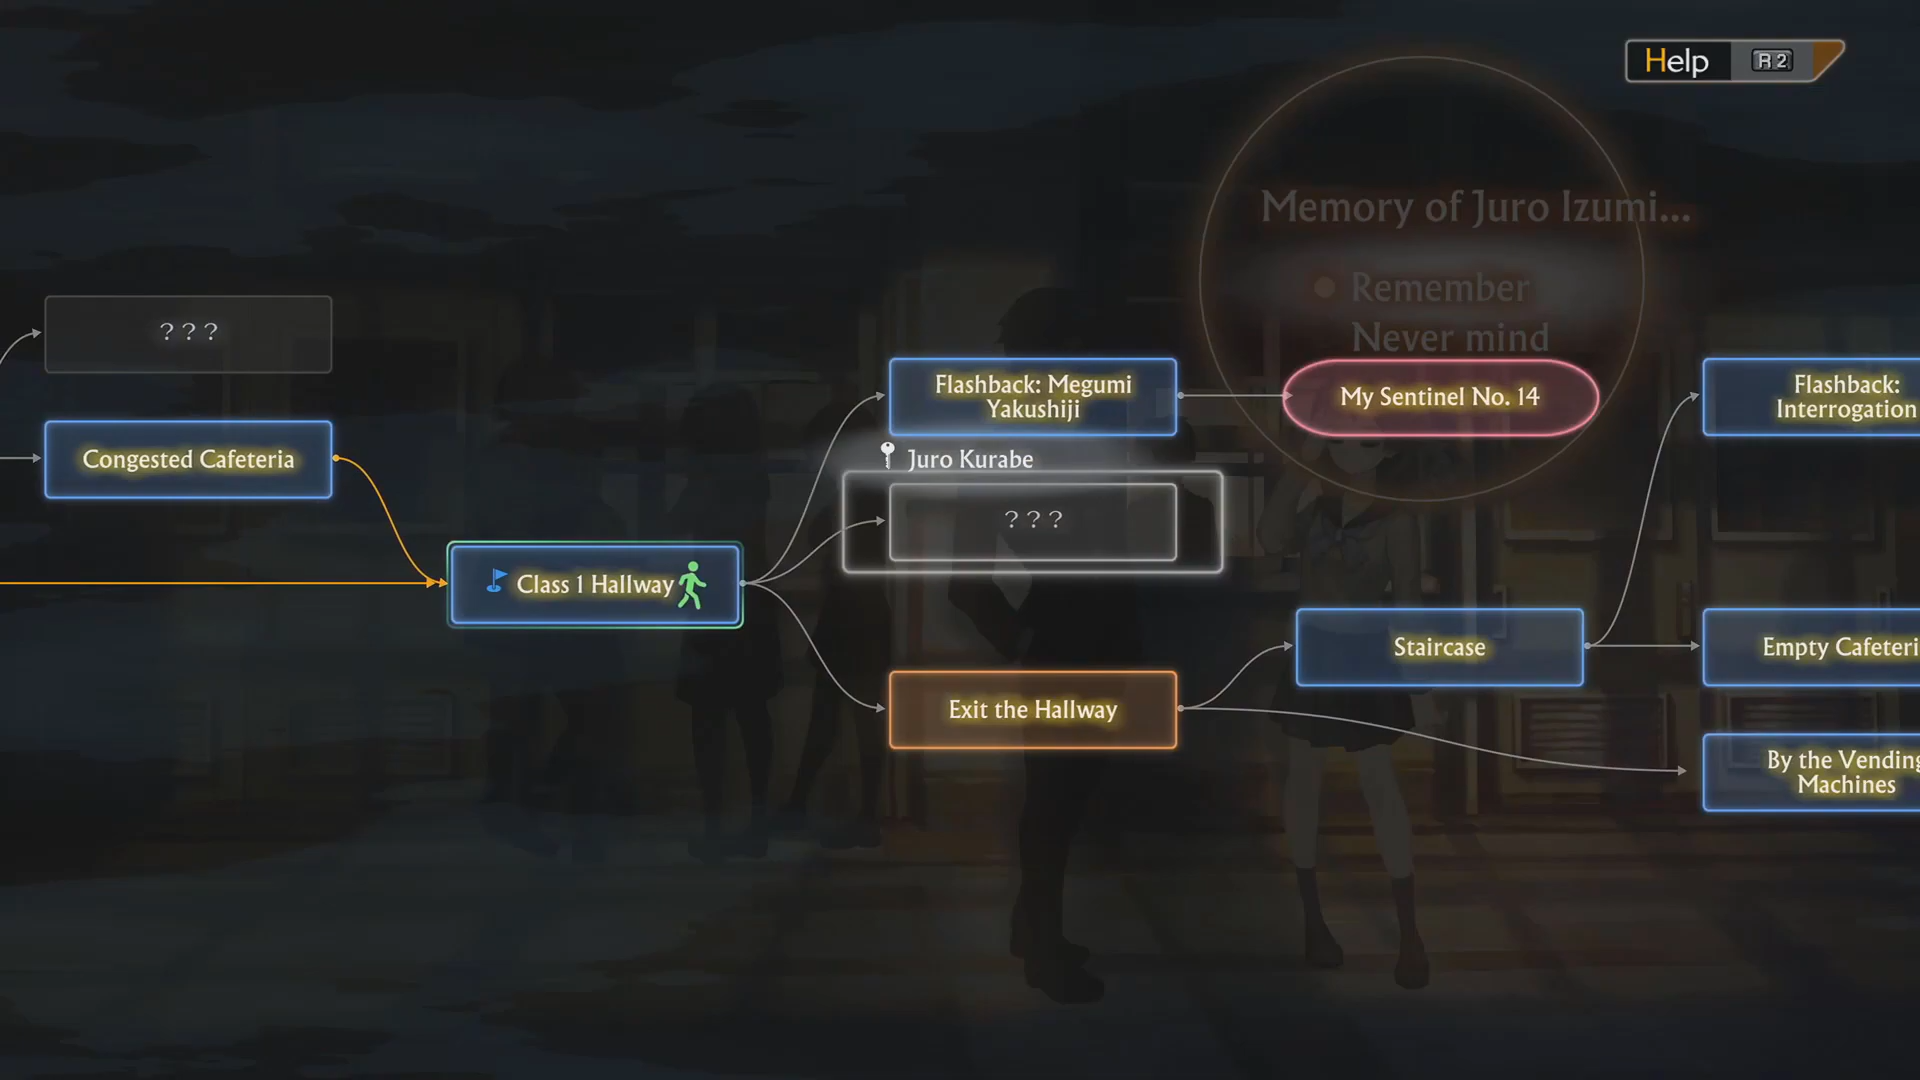 Help R2
Memory of Juro Izumi...
Remember
Never mind
? ? ?
Flashback: Megumi
Yakushiji
My Sentinel No. 14
Flashback:
Interrogation
Congested Cafeteria
Juro Kurabe
? ? ?
Class 1 Hallway
Staircase
Empty Cafeteri
Exit the Hallway
By the Vending
Machines